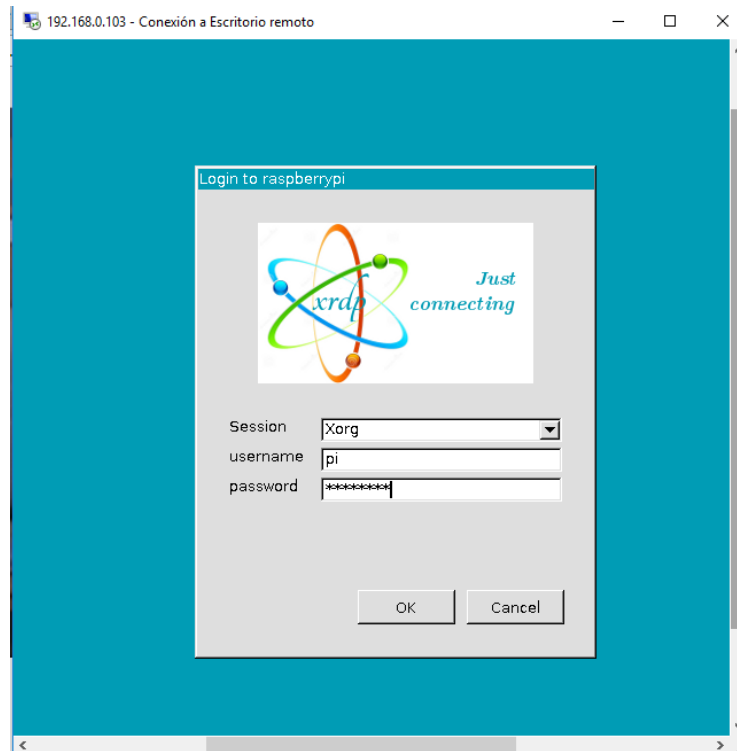 192.168.0.103 - Conexión a Escritorio remoto
Login to raspberrypi
Just
xrdp connecting
Session Xorg
username pi
password ********
OK Cancel